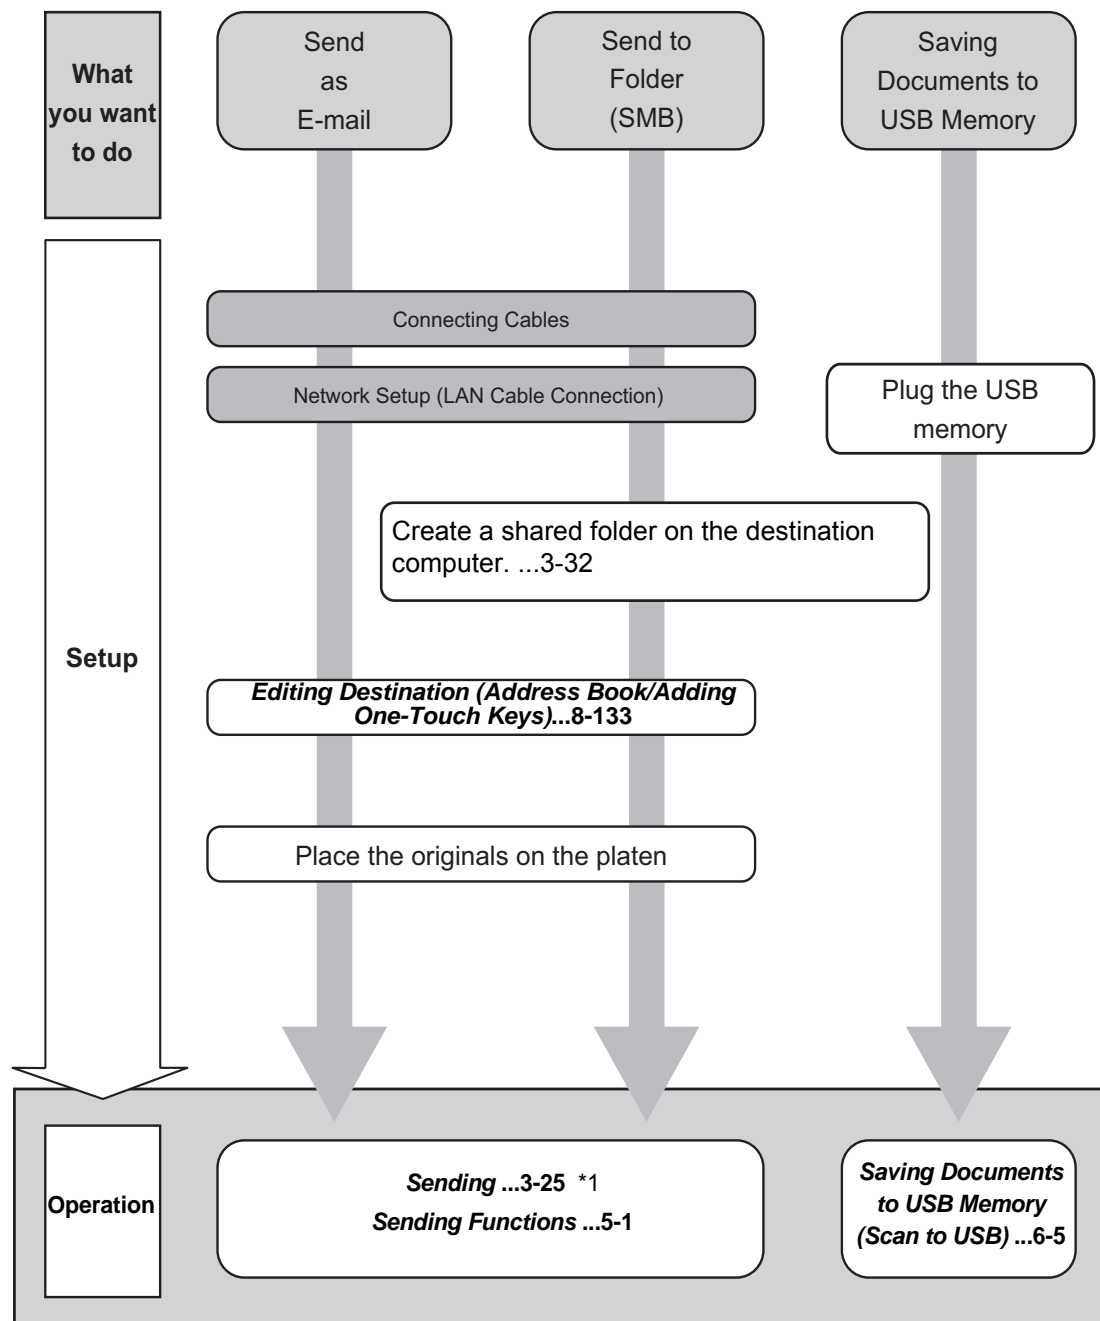 What
you want
to do
Send
as
E-mail
Send to
Folder
(SMB)
Saving
Documents to
USB Memory
Connecting Cables
Network Setup (LAN Cable Connection)
Plug the USB
memory
Create a shared folder on the destination
computer. ...3-32
Setup
Editing Destination (Address Book/Adding
One-Touch Keys)...8-133
Place the originals on the platen
Operation
Sending ...3-25 *1
Sending Functions ...5-1
Saving Documents
to USB Memory
(Scan to USB) ...6-5